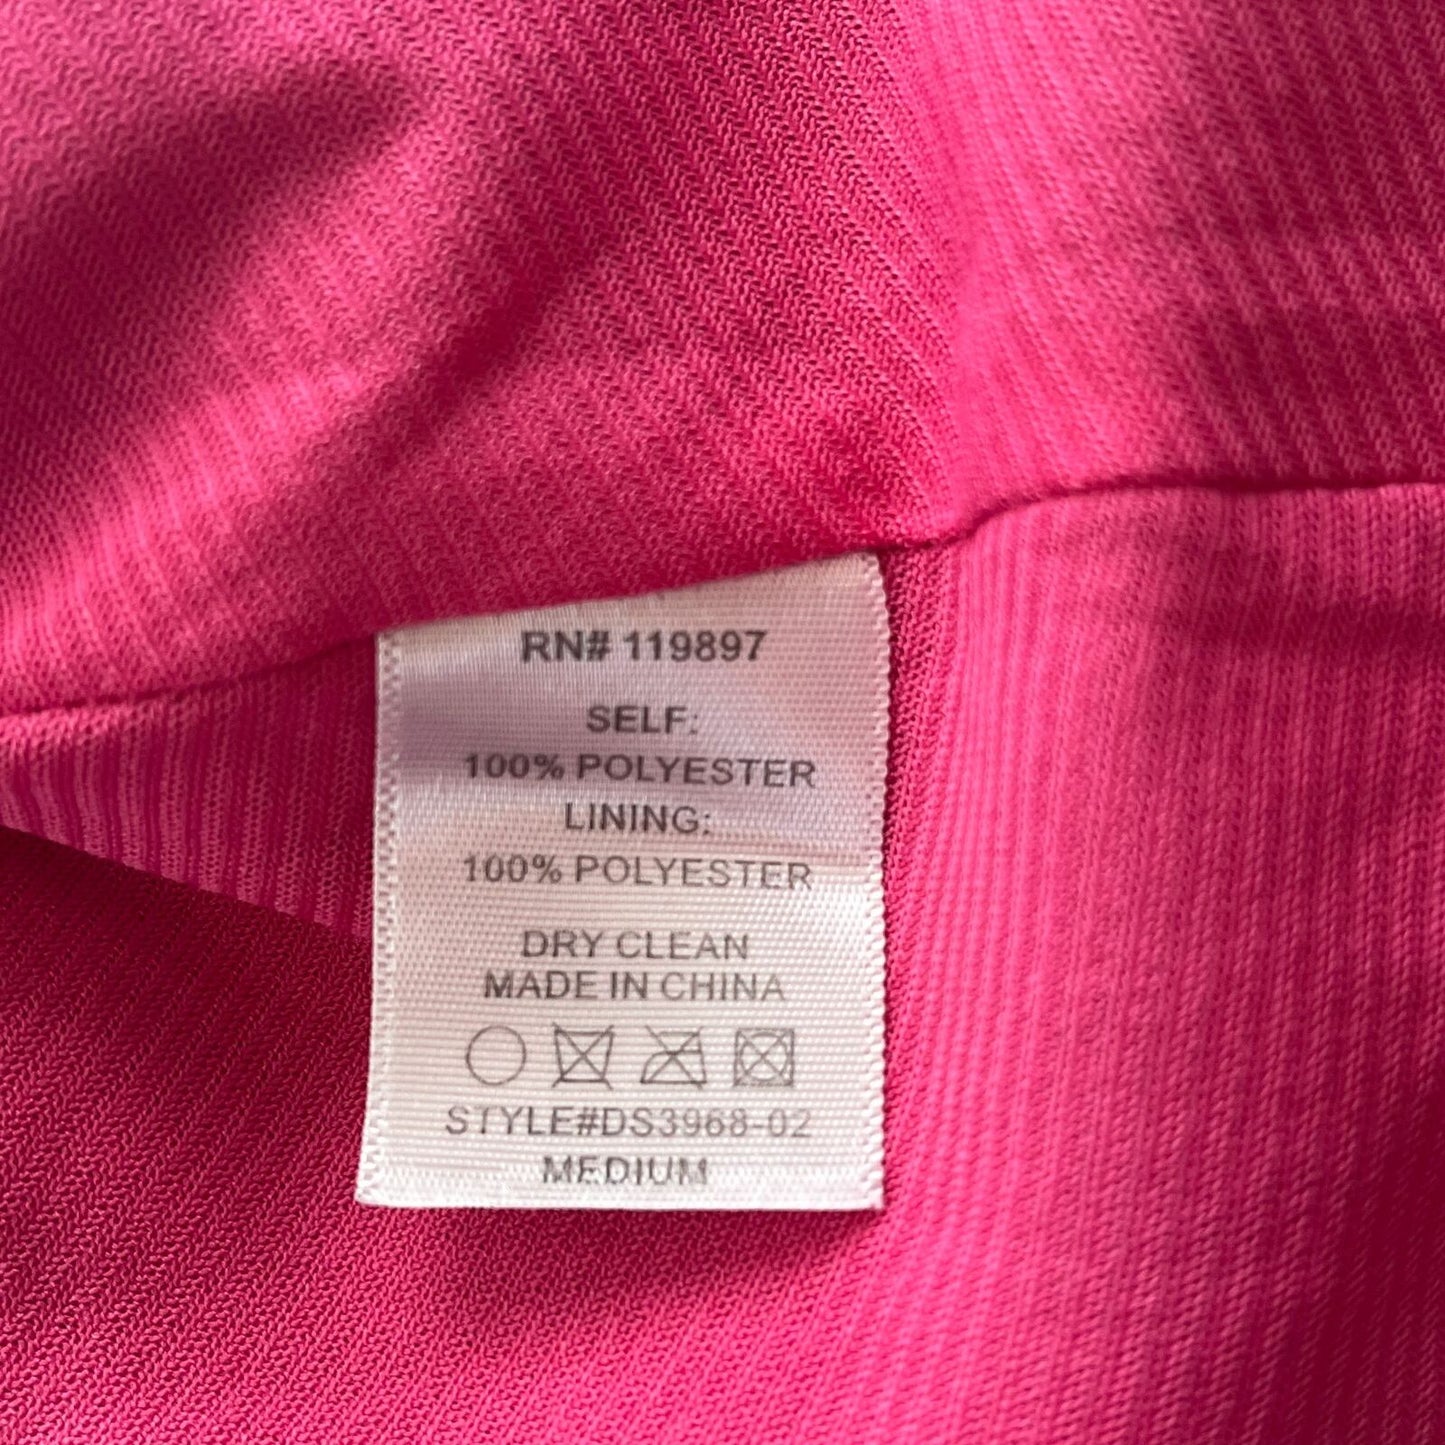 RN# 119897
SELF:
100% POLYESTER
LINING:
100% POLYESTER
DRY CLEAN
MADE IN CHINA
STYLE#DS3968-02
MEDIUM